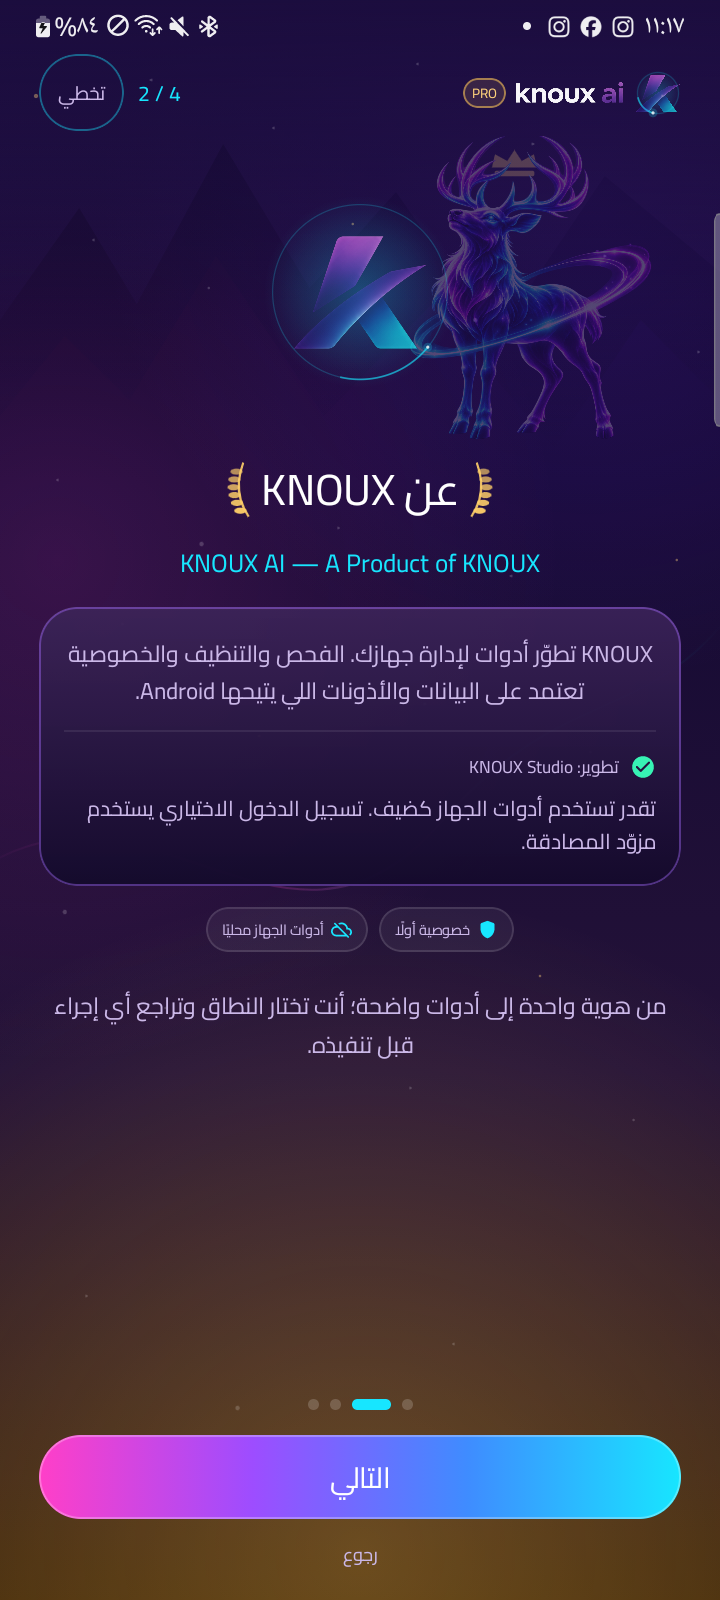 ١١:١٧
%٨٤
knoux ai PRO
2 / 4
تخطي
عن KNOUX
KNOUX AI — A Product of KNOUX
KNOUX تطوّر أدوات لإدارة جهازك. الفحص والتنظيف والخصوصية
تعتمد على البيانات والأذونات اللي يتيحها Android.
تطوير: KNOUX Studio
تقدر تستخدم أدوات الجهاز كضيف. تسجيل الدخول الاختياري يستخدم
مزوّد المصادقة.
خصوصية أولًا
أدوات الجهاز محليًا
من هوية واحدة إلى أدوات واضحة؛ أنت تختار النطاق وتراجع أي إجراء
قبل تنفيذه.
التالي
رجوع